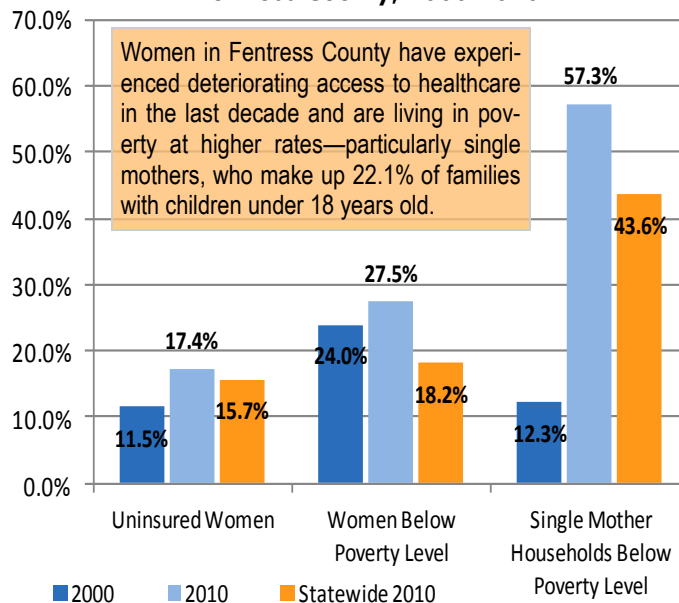 70.0%
60.0%
50.0%
40.0%
30.0%
20.0%
10.0%
0.0%
Women in Fentress County have experi-
enced deteriorating access to healthcare
in the last decade and are living in pov-
erty at higher rates—particularly single
mothers, who make up 22.1% of families
with children under 18 years old.
11.5%
17.4%
15.7%
24.0%
27.5%
18.2%
12.3%
57.3%
43.6%
Uninsured Women
Women Below
Poverty Level
Single Mother
Households Below
Poverty Level
2000
2010
Statewide 2010